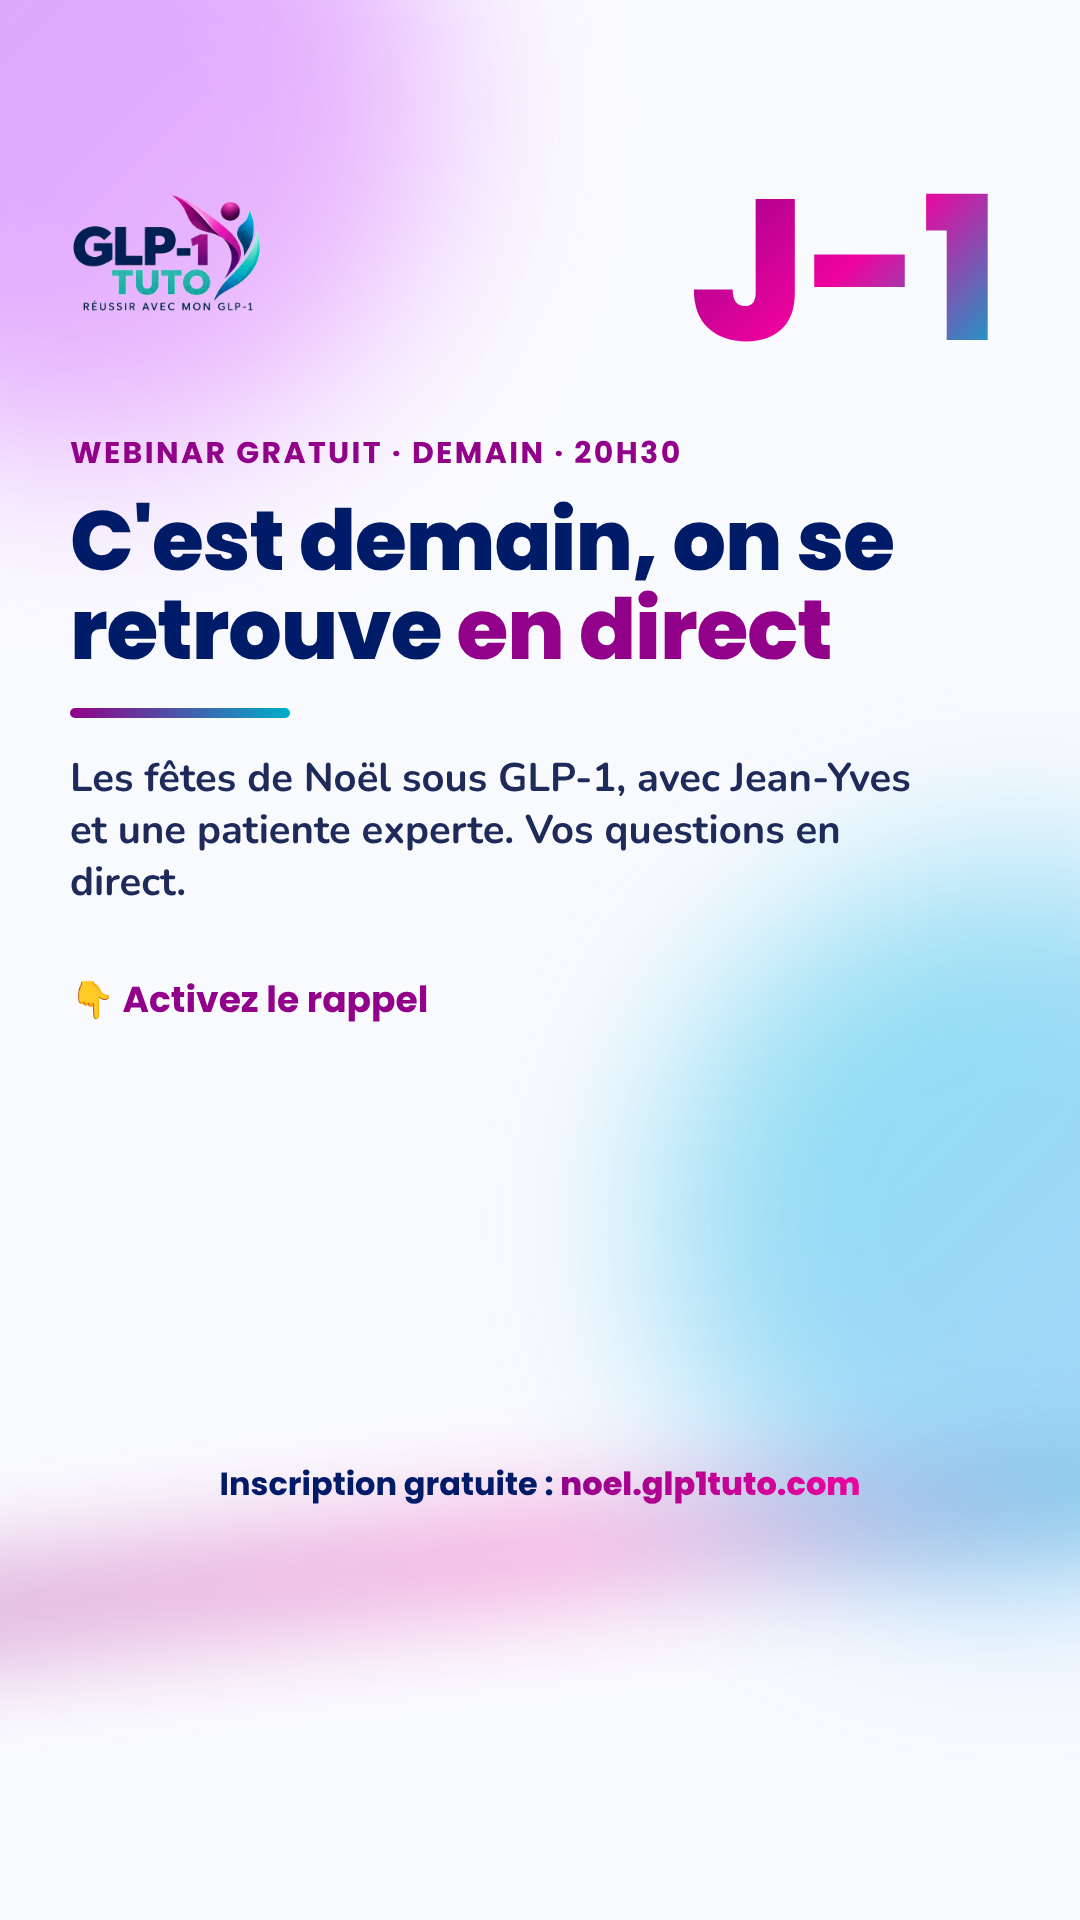 GLP-1
TUTO
RÉUSSIR AVEC MON GLP-1
J-1
WEBINAR GRATUIT · DEMAIN · 20H30
C'est demain, on se
retrouve en direct
Les fêtes de Noël sous GLP-1, avec Jean-Yves
et une patiente experte. Vos questions en
direct.
👇 Activez le rappel
Inscription gratuite : noel.glp1tuto.com